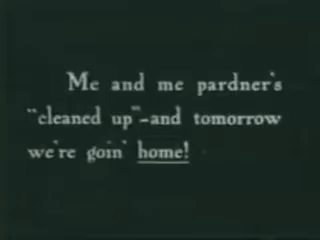 Me and me pardner's
"cleaned up"-and tomorrow
we're goin' home!